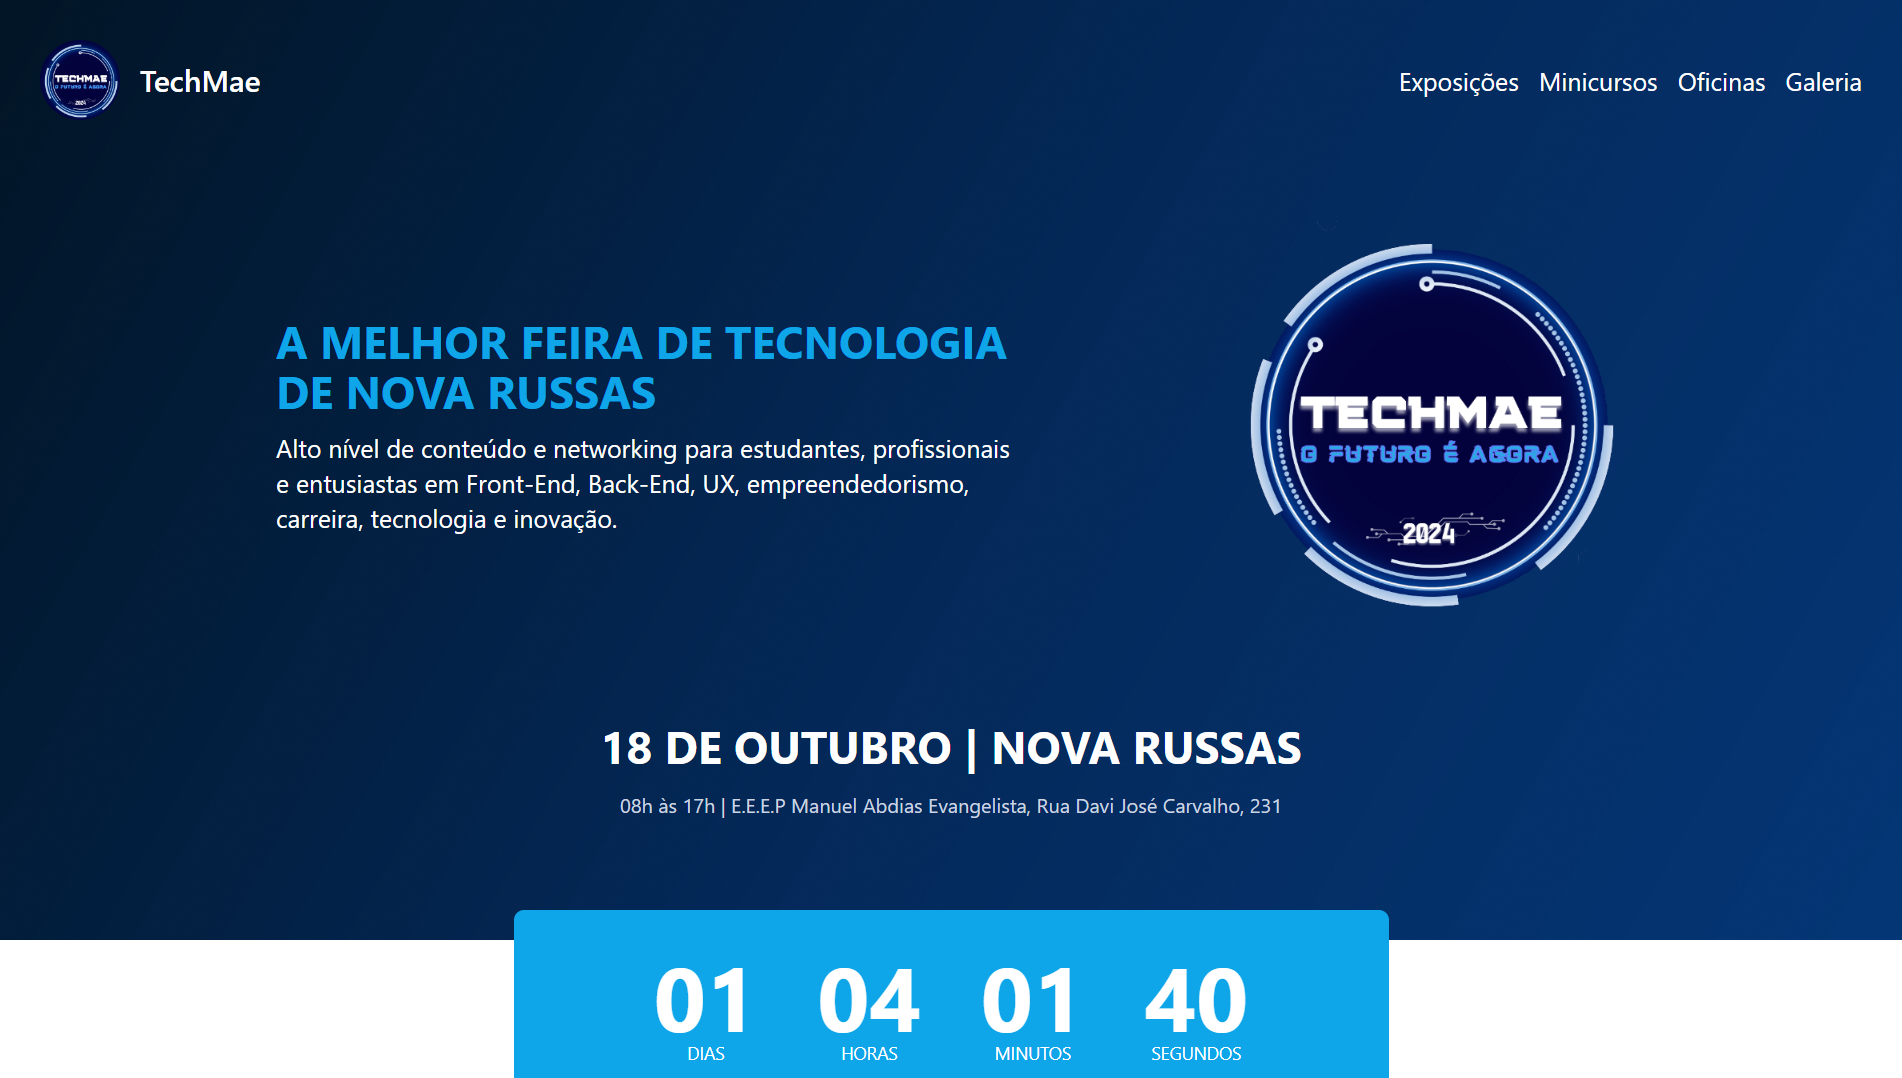 TECHMAE
O FUTURO É AGORA
2024
TechMae
Exposições Minicursos Oficinas Galeria
A MELHOR FEIRA DE TECNOLOGIA
DE NOVA RUSSAS
Alto nível de conteúdo e networking para estudantes, profissionais
e entusiastas em Front-End, Back-End, UX, empreendedorismo,
carreira, tecnologia e inovação.
TECHMAE
O FUTURO É AGORA
2024
18 DE OUTUBRO | NOVA RUSSAS
08h às 17h | E.E.E.P Manuel Abdias Evangelista, Rua Davi José Carvalho, 231
01 04 01 40
DIAS HORAS MINUTOS SEGUNDOS